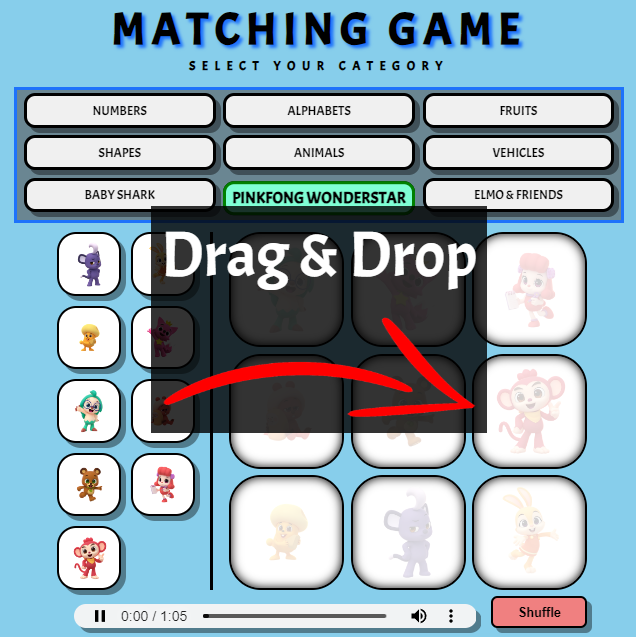 MATCHING GAME
SELECT YOUR CATEGORY
NUMBERS ALPHABETS FRUITS
SHAPES ANIMALS VEHICLES
BABY SHARK PINKFONG WONDERSTAR ELMO & FRIENDS
Drag & Drop
0:00 / 1:05
Shuffle